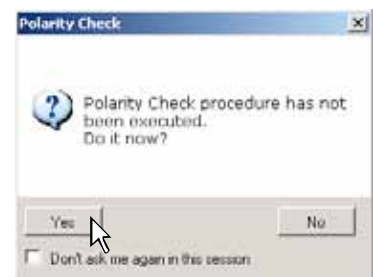 Polarity Check
Polarity Check procedure has not
been executed.
Do it now?
Yes
No
Don't ask me again in this session